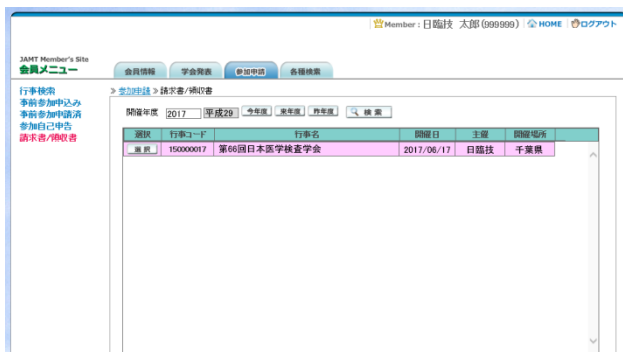 Member : 日臨技 太郎(999999) HOME ログアウト
JAMT Member's Site
会員メニュー
会員情報 学会発表 参加申請 各種検索
行事検索
事前参加申込み
事前参加申請済
参加自己申告
請求書/領収書
≫ 参加申請 ≫ 請求書/領収書
開催年度 2017 平成29 今年度 来年度 昨年度 検 索
選択 行事コード 行事名 開催日 主催 開催場所
選 択 150000017 第66回日本医学検査学会 2017/06/17 日臨技 千葉県